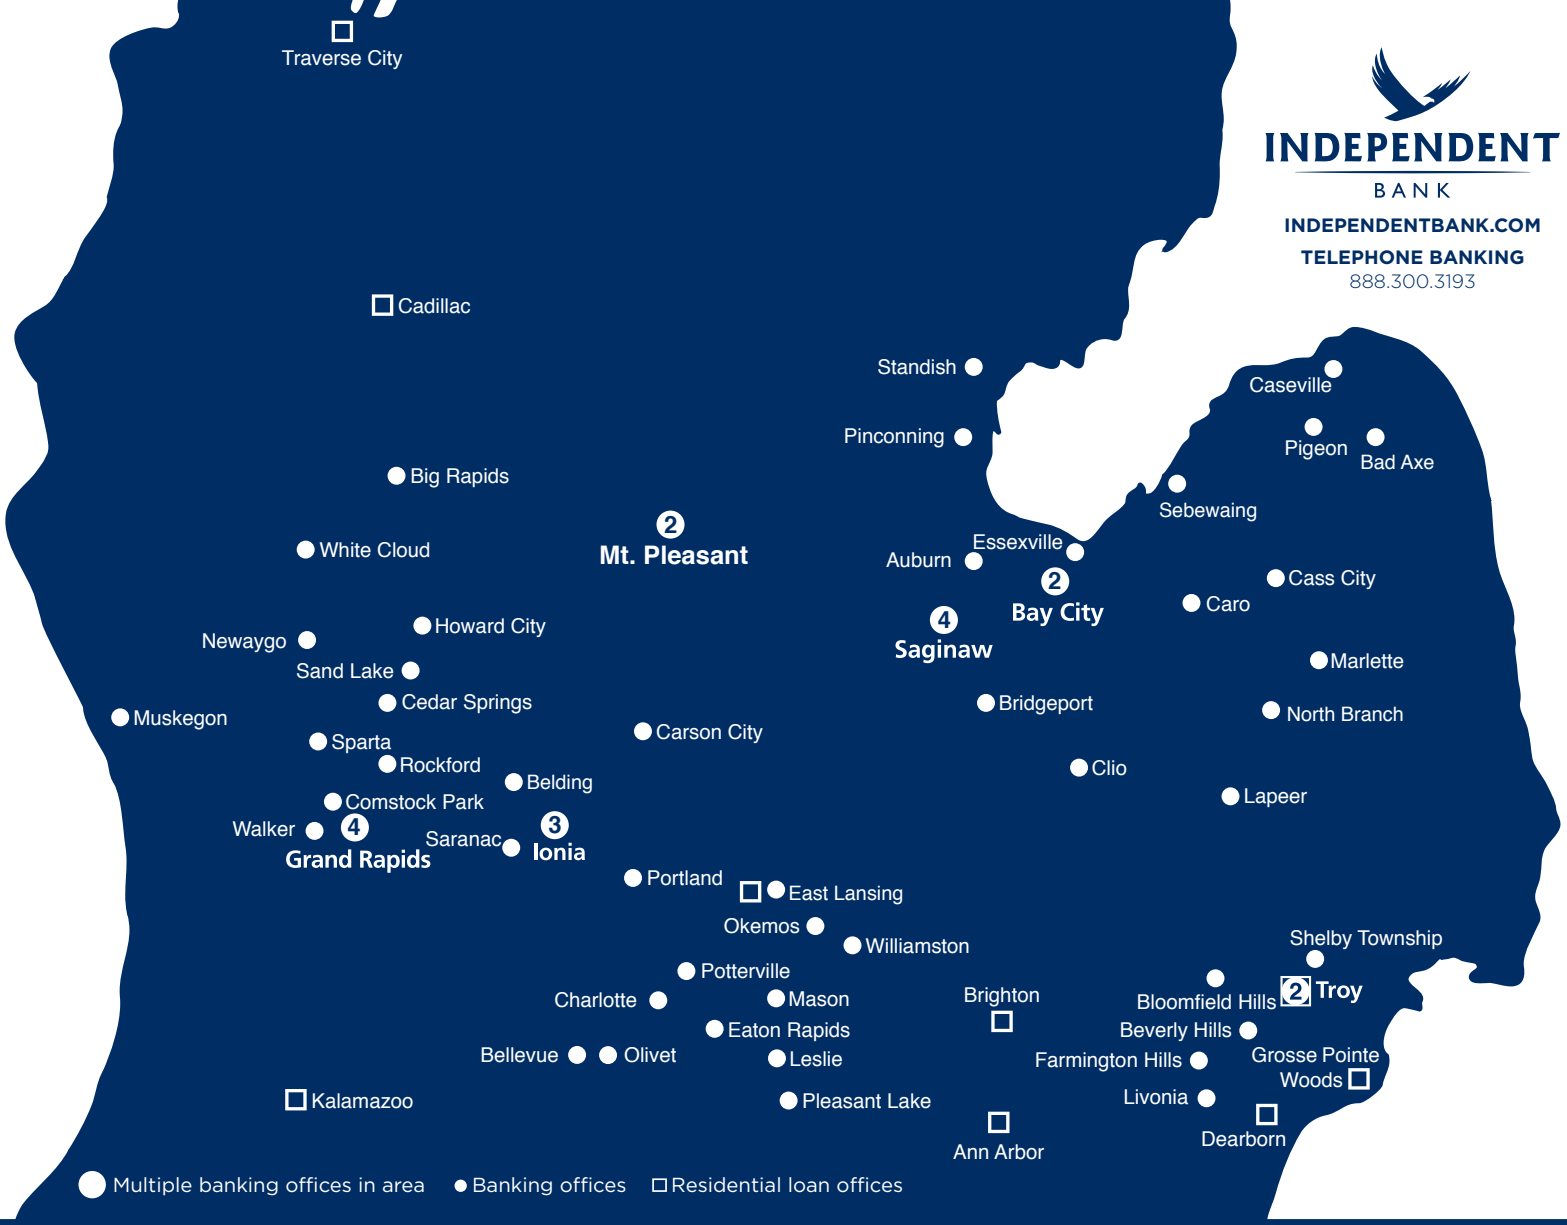 Traverse City
INDEPENDENT
BANK
INDEPENDENTBANK.COM
TELEPHONE BANKING
888.300.3193
Cadillac
Standish
Caseville
Pinconning
Pigeon
Bad Axe
Big Rapids
Sebewaing
2
Mt. Pleasant
White Cloud
Essexville
Auburn
2
Bay City
Cass City
Caro
4
Saginaw
Howard City
Newaygo
Sand Lake
Marlette
Cedar Springs
Bridgeport
North Branch
Muskegon
Carson City
Sparta
Rockford
Clio
Belding
Lapeer
Comstock Park
Walker
4
Grand Rapids
Saranac
3
Ionia
Portland
East Lansing
Okemos
Williamston
Shelby Township
Potterville
Charlotte
Mason
Brighton
Bloomfield Hills
2
Troy
Eaton Rapids
Beverly Hills
Bellevue
Olivet
Leslie
Farmington Hills
Grosse Pointe
Woods
Kalamazoo
Pleasant Lake
Livonia
Dearborn
Ann Arbor
Multiple banking offices in area
Banking offices
Residential loan offices